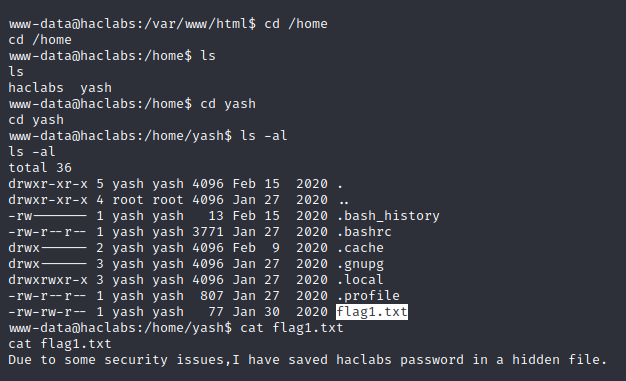 www-data@haclabs:/var/www/html$ cd /home
cd /home
www-data@haclabs:/home$ ls
ls
haclabs  yash
www-data@haclabs:/home$ cd yash
cd yash
www-data@haclabs:/home/yash$ ls -al
ls -al
total 36
drwxr-xr-x 5 yash yash 4096 Feb 15  2020 .
drwxr-xr-x 4 root root 4096 Jan 27  2020 ..
-rw------- 1 yash yash   13 Feb 15  2020 .bash_history
-rw-r--r-- 1 yash yash 3771 Jan 27  2020 .bashrc
drwx------ 2 yash yash 4096 Feb  9  2020 .cache
drwx------ 3 yash yash 4096 Jan 27  2020 .gnupg
drwxrwxr-x 3 yash yash 4096 Jan 27  2020 .local
-rw-r--r-- 1 yash yash  807 Jan 27  2020 .profile
-rw-rw-r-- 1 yash yash   77 Jan 30  2020 flag1.txt
www-data@haclabs:/home/yash$ cat flag1.txt
cat flag1.txt
Due to some security issues,I have saved haclabs password in a hidden file.